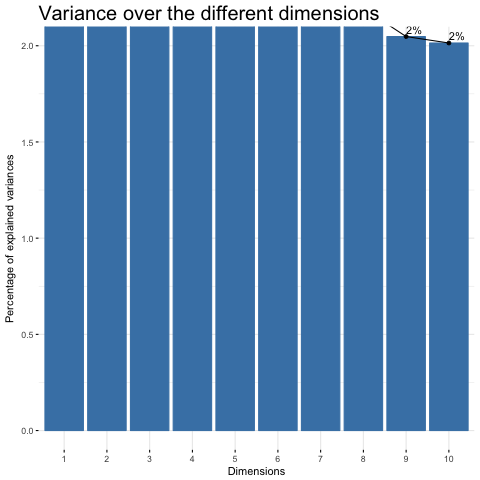 Variance over the different dimensions
2%
2%
2.0
1.5
1.0
0.5
0.0
Percentage of explained variances
1 2 3 4 5 6 7 8 9 10
Dimensions